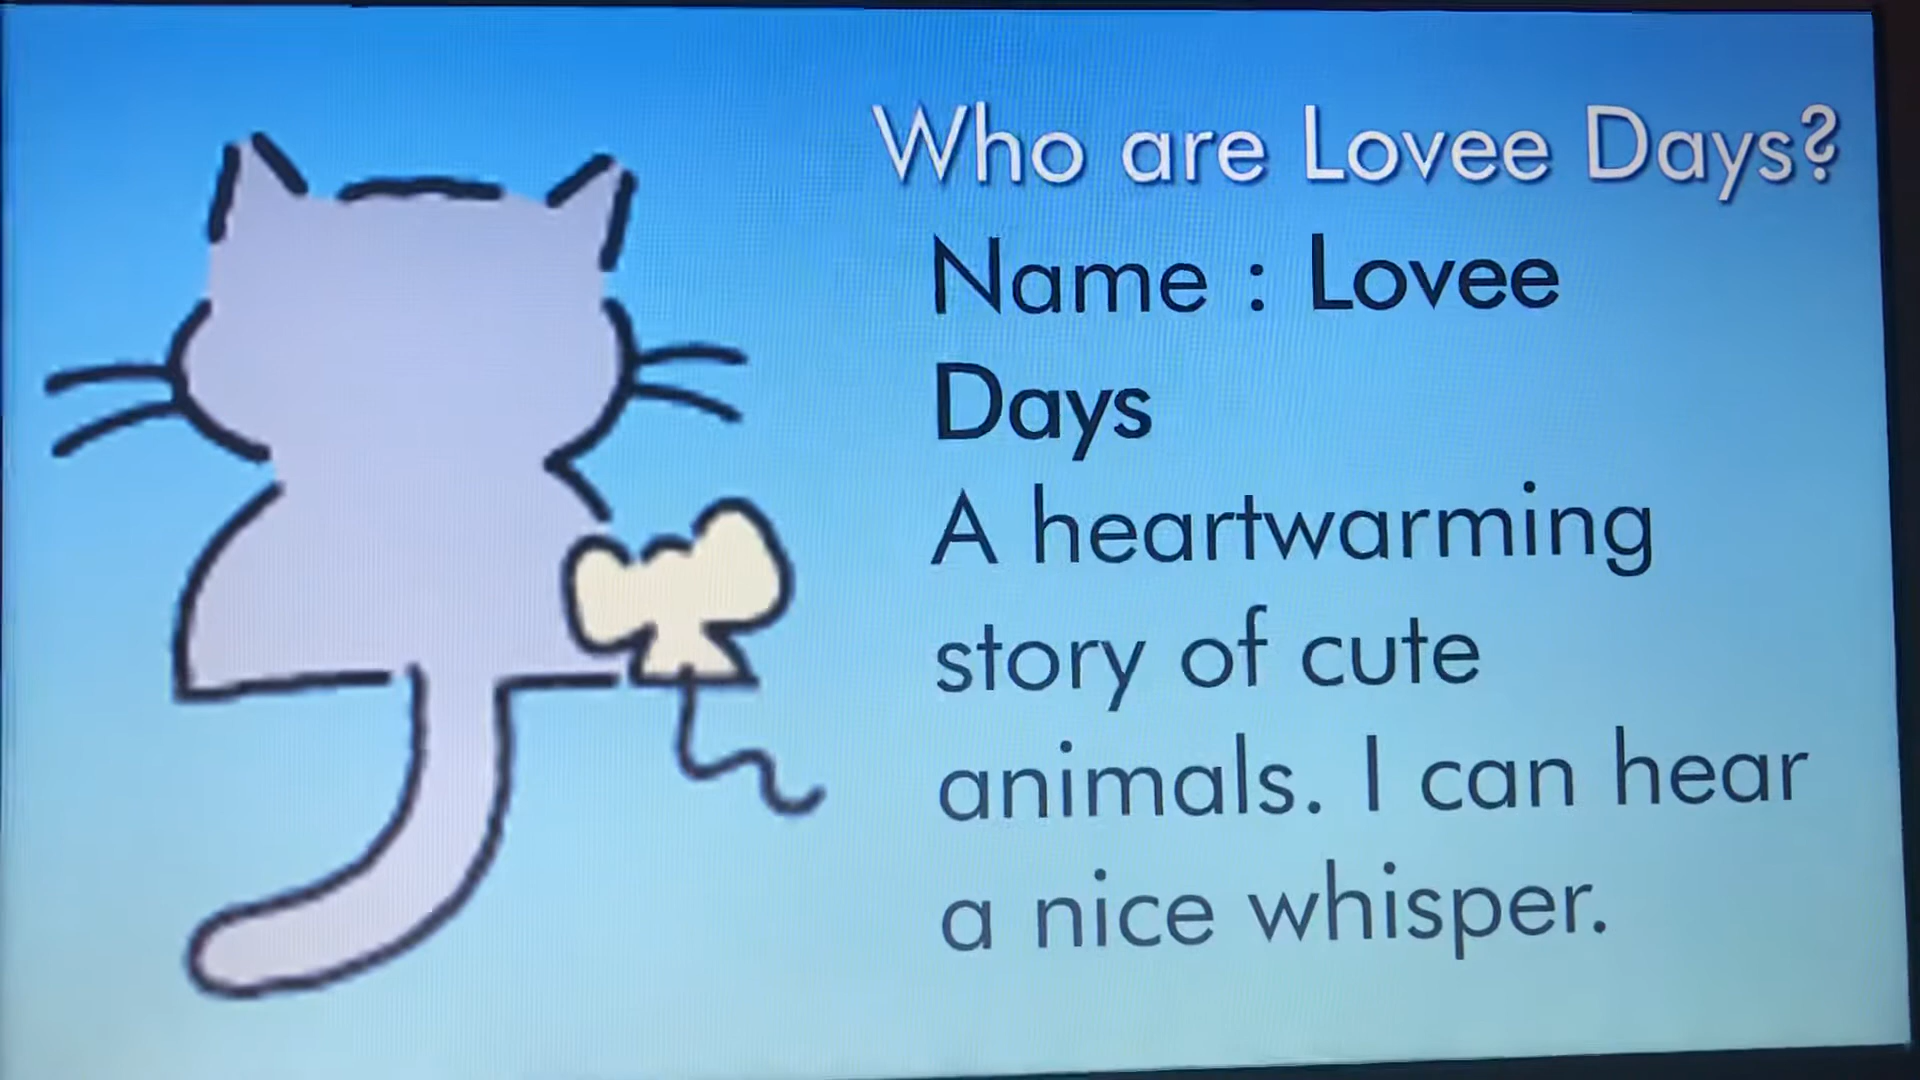 Who are Lovee Days?
Name : Lovee
Days
A heartwarming
story of cute
animals. I can hear
a nice whisper.